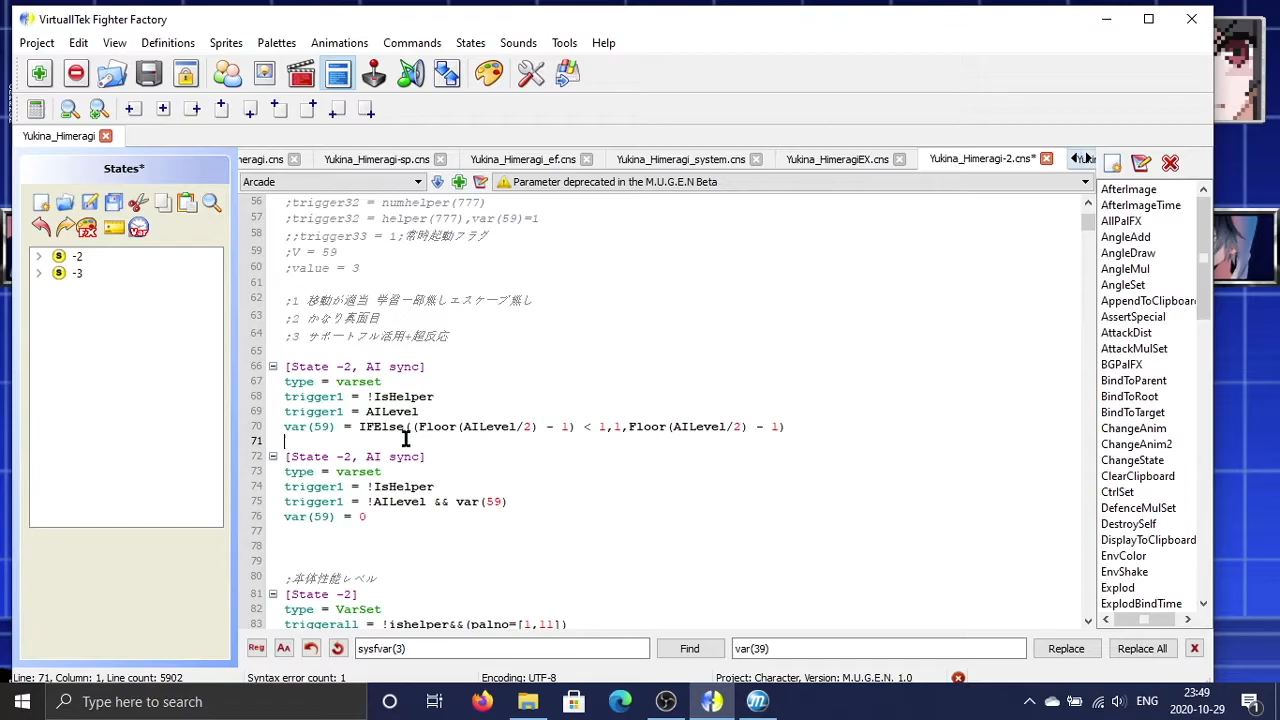 VirtuallTek Fighter Factory
Project Edit View Definitions Sprites Palettes Animations Commands States Sounds Tools Help
Yukina_Himeragi
States*
-2
-3
meragi.cns Yukina_Himeragi-sp.cns Yukina_Himeragi_ef.cns Yukina_Himeragi_system.cns Yukina_HimeragiEX.cns Yukina_Himeragi-2.cns*
Arcade Parameter deprecated in the M.U.G.E.N Beta
56 ;trigger32 = numhelper(777)
57 ;trigger32 = helper(777),var(59)=1
58 ;;trigger33 = 1;常時起動フラグ
59 ;V = 59
60 ;value = 3
61
62 ;1 移動が適当 学習一部無しエスケープ無し
63 ;2 かなり真面目
64 ;3 サポートフル活用+超反応
65
66 [State -2, AI sync]
67 type = varset
68 trigger1 = !IsHelper
69 trigger1 = AILevel
70 var(59) = IFElse((Floor(AILevel/2) - 1) < 1,1,Floor(AILevel/2) - 1)
71
72 [State -2, AI sync]
73 type = varset
74 trigger1 = !IsHelper
75 trigger1 = !AILevel && var(59)
76 var(59) = 0
77
78
79
80 ;本体性能レベル
81 [State -2]
82 type = VarSet
83 triggerall = !ishelper&&(palno=[1,11])
AfterImage
AfterImageTime
AllPalFX
AngleAdd
AngleDraw
AngleMul
AngleSet
AppendToClipboar
AssertSpecial
AttackDist
AttackMulSet
BGPalFX
BindToParent
BindToRoot
BindToTarget
ChangeAnim
ChangeAnim2
ChangeState
ClearClipboard
CtrlSet
DefenceMulSet
DestroySelf
DisplayToClipboard
EnvColor
EnvShake
Explod
ExplodBindTime
Reg AA sysfvar(3) Find var(39) Replace Replace All
Line: 71, Column: 1, Line count: 5902 Syntax error count: 1 Encoding: UTF-8 Project: Character, Version: M.U.G.E.N. 1.0
Type here to search
ENG
23:49
2020-10-29